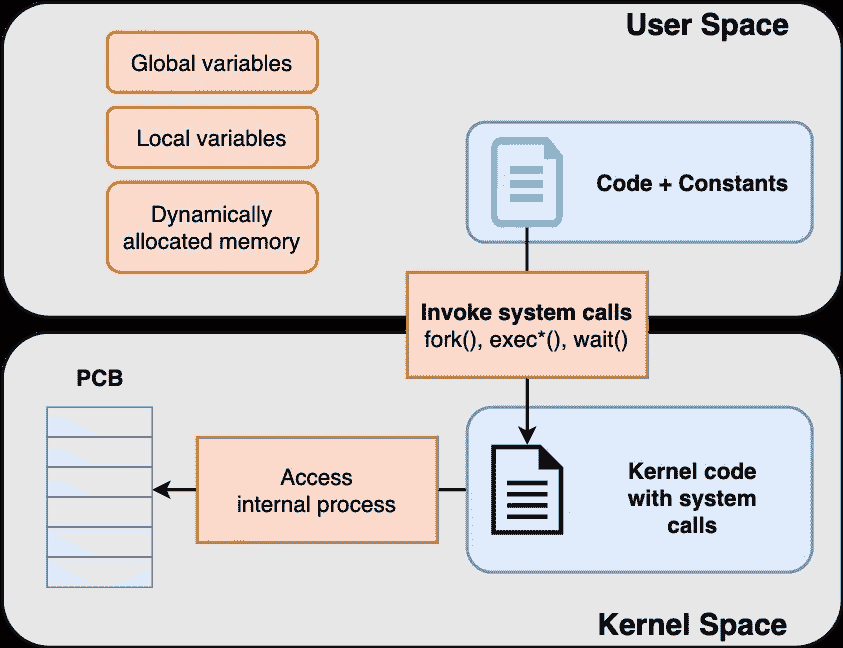 User Space
Global variables
Local variables
Dynamically
allocated memory
Code + Constants
Invoke system calls
fork(), exec*(), wait()
PCB
Access
internal process
Kernel code
with system
calls
Kernel Space